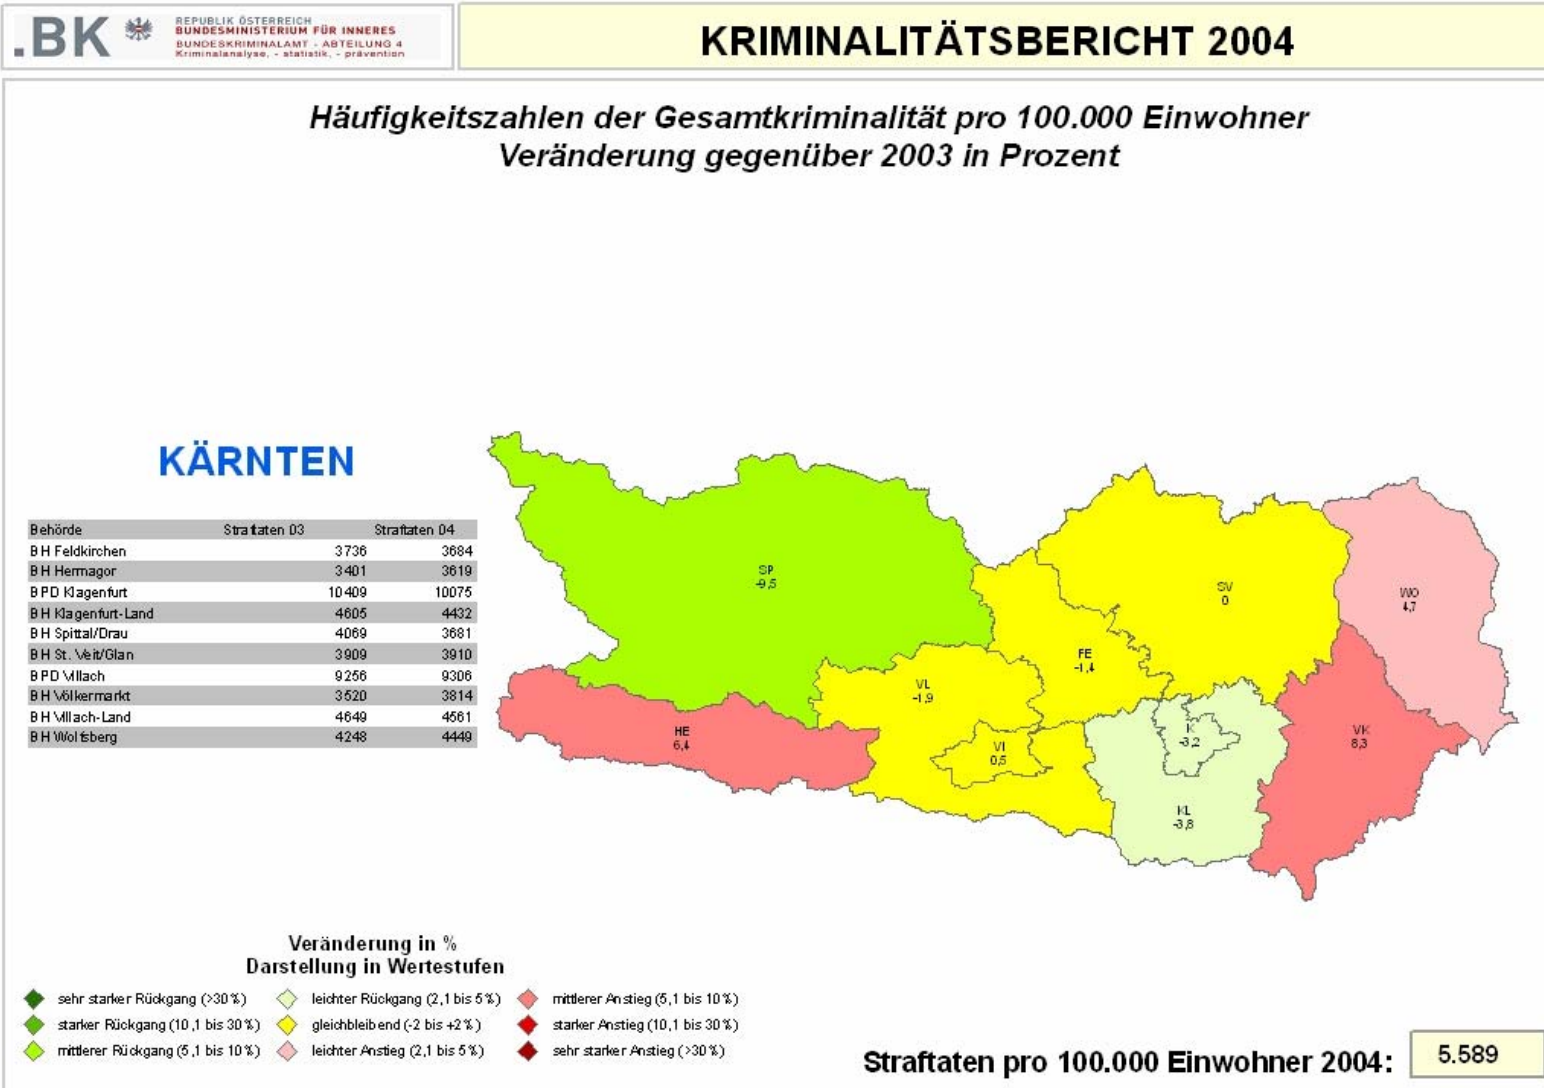 .BK
REPUBLIK ÖSTERREICH
BUNDESMINISTERIUM FÜR INNERES
BUNDESKRIMINALAMT - ABTEILUNG 4
Kriminalanalyse, - statistik, - prävention
KRIMINALITÄTSBERICHT 2004
Häufigkeitszahlen der Gesamtkriminalität pro 100.000 Einwohner
Veränderung gegenüber 2003 in Prozent
KÄRNTEN
Behörde Straftaten 03 Straftaten 04
BH Feldkirchen 3736 3684
BH Hermagor 3401 3619
BPD Klagenfurt 10409 10075
BH Klagenfurt-Land 4605 4432
BH Spittal/Drau 4069 3681
BH St. Veit/Glan 3909 3910
BPD Villach 9256 9306
BH Völkermarkt 3520 3814
BH Villach-Land 4649 4561
BH Wolfsberg 4248 4449
SP
-9,5
SV
0
WO
4,7
FE
-1,4
VL
-1,9
HE
6,4
VI
0,5
K
-3,2
VK
8,3
KL
-3,8
Veränderung in %
Darstellung in Wertestufen
sehr starker Rückgang (>30%) leichter Rückgang (2,1 bis 5%) mittlerer Anstieg (5,1 bis 10%)
starker Rückgang (10,1 bis 30%) gleichbleibend (-2 bis +2%) starker Anstieg (10,1 bis 30%)
mittlerer Rückgang (5,1 bis 10%) leichter Anstieg (2,1 bis 5%) sehr starker Anstieg (>30%)
Straftaten pro 100.000 Einwohner 2004: 5.589